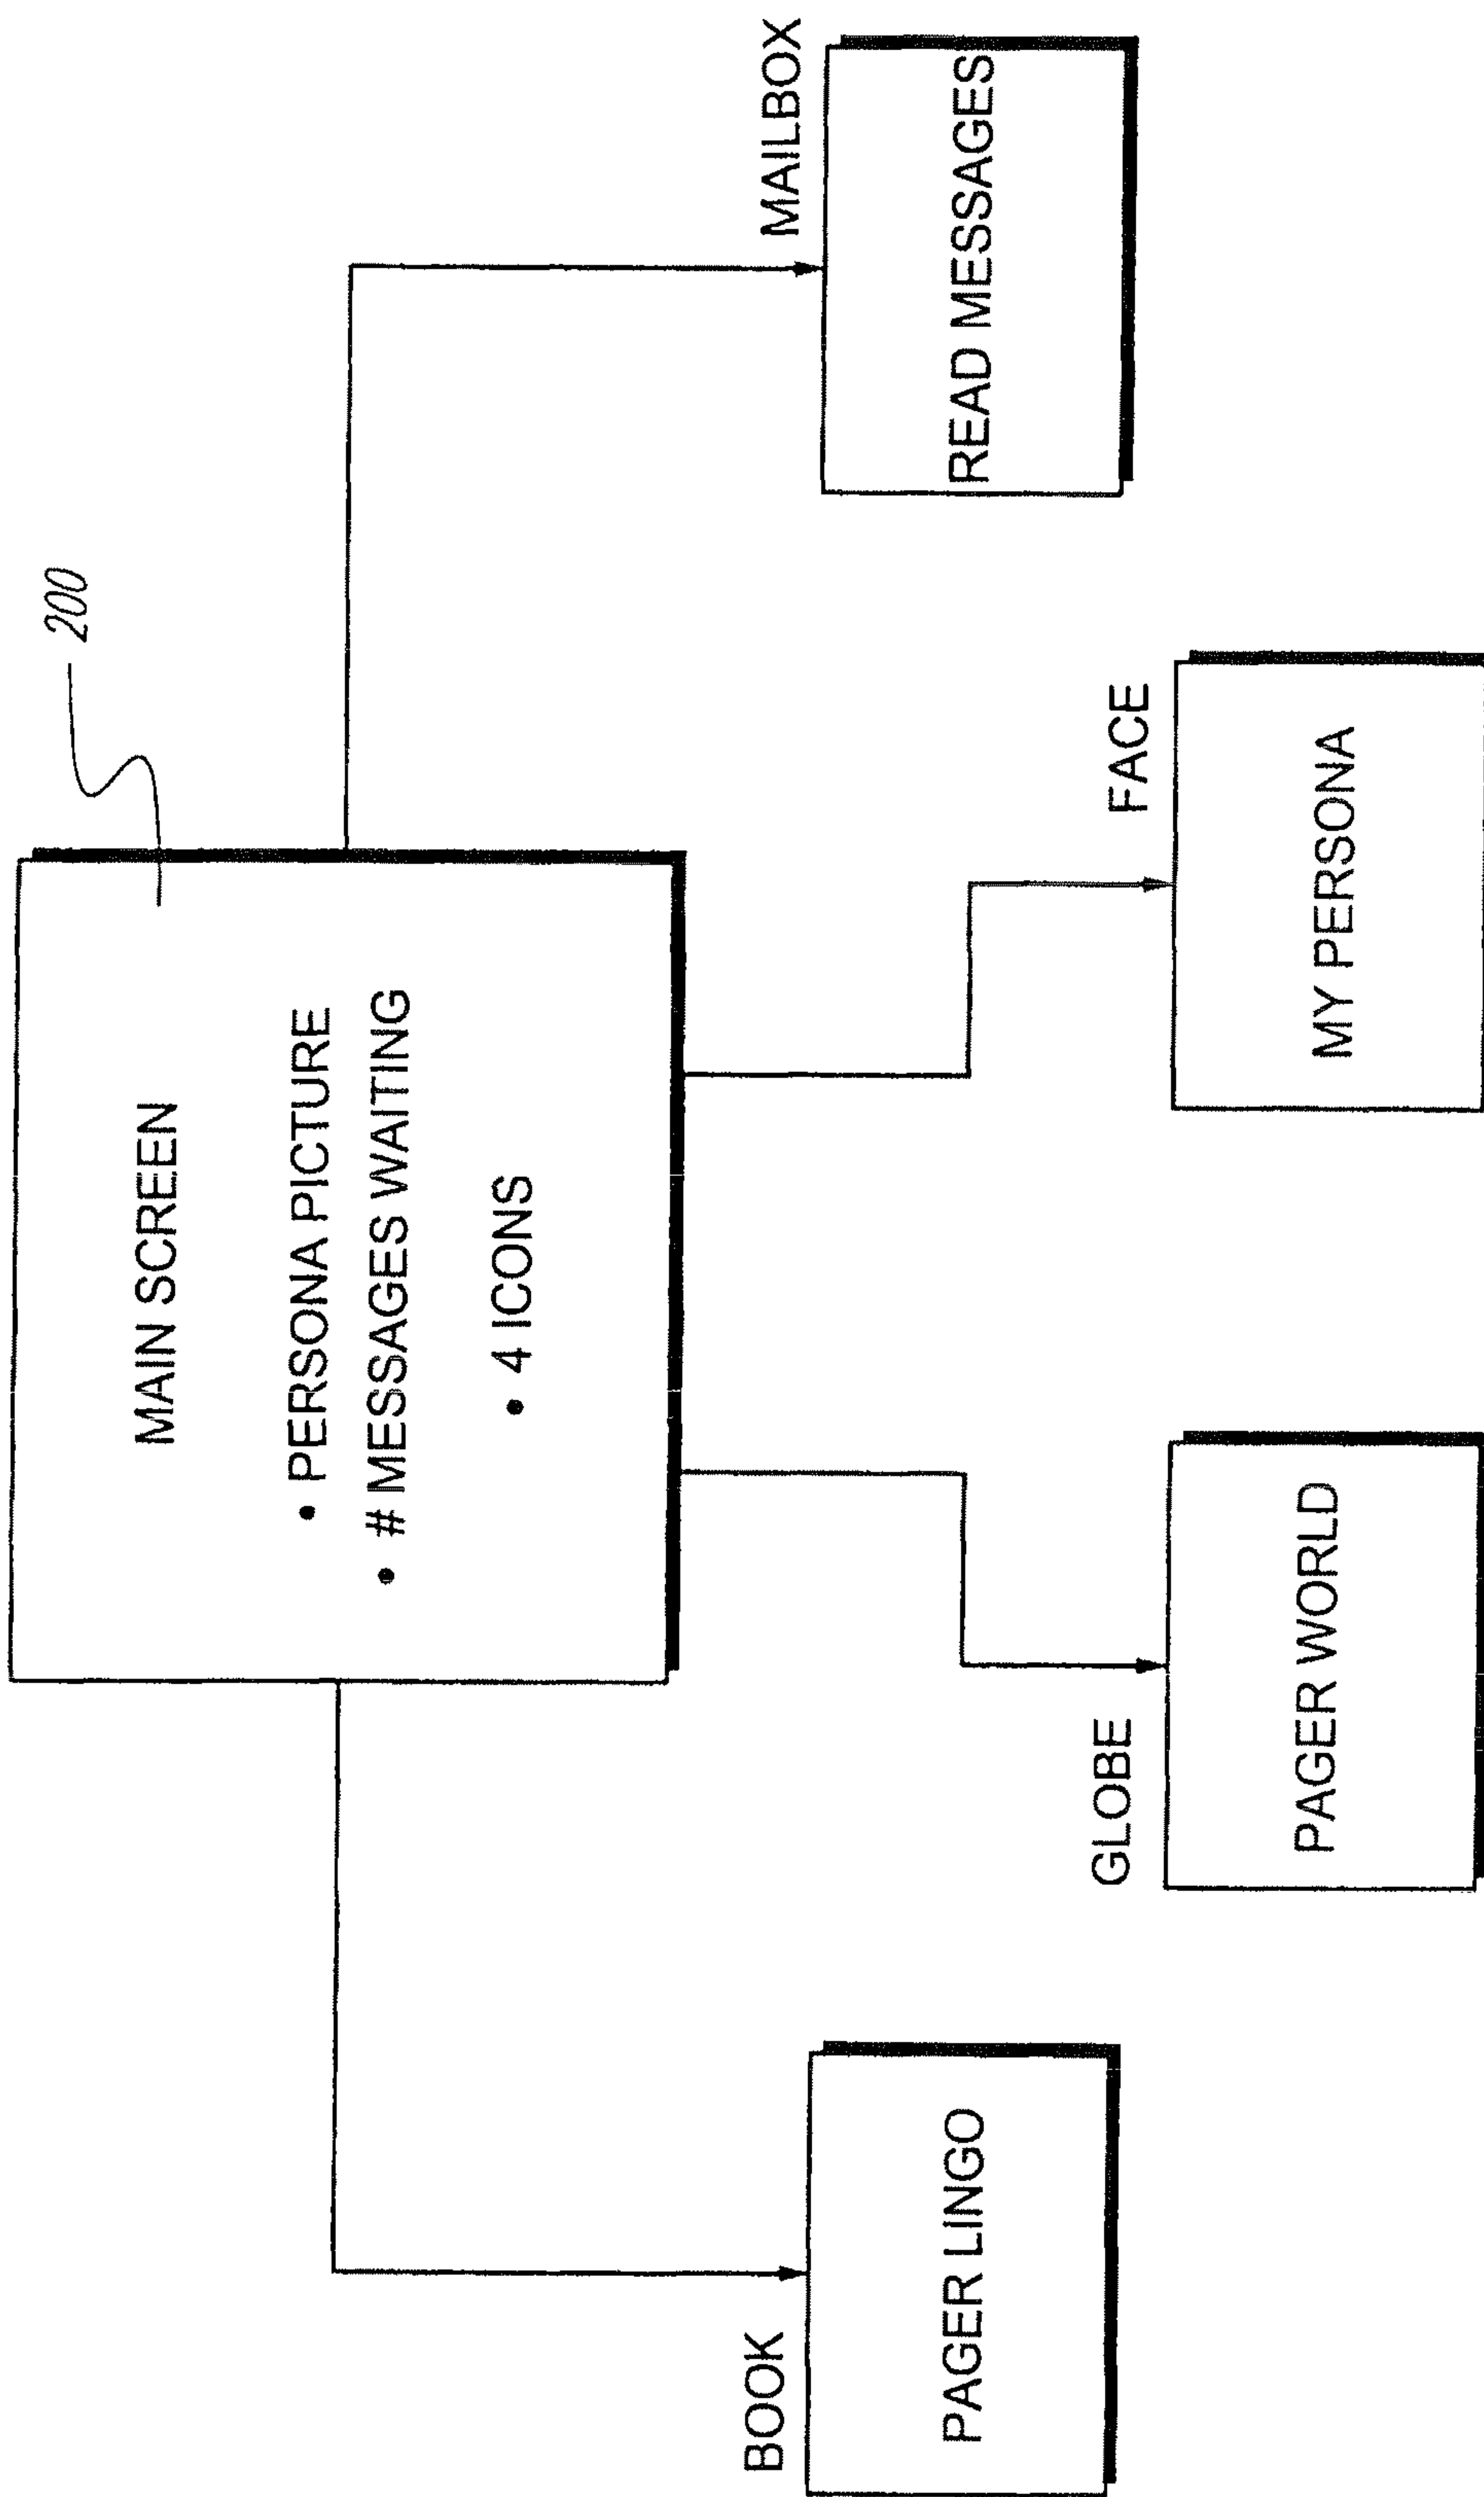 200
MAIN SCREEN
• PERSONA PICTURE
• # MESSAGES WAITING
• 4 ICONS
BOOK
PAGER LINGO
MAILBOX
READ MESSAGES
GLOBE
PAGER WORLD
FACE
MY PERSONA